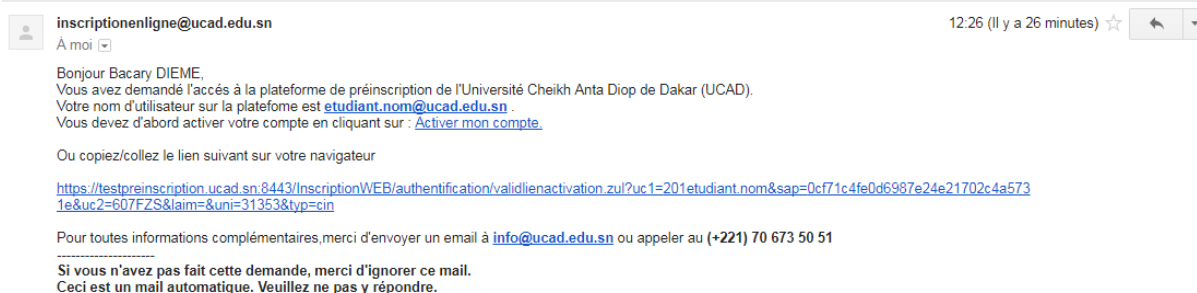 inscriptionenligne@ucad.edu.sn
12:26 (Il y a 26 minutes)
À moi
Bonjour Bacary DIEME,
Vous avez demandé l'accés à la plateforme de préinscription de l'Université Cheikh Anta Diop de Dakar (UCAD).
Votre nom d'utilisateur sur la platefome est etudiant.nom@ucad.edu.sn .
Vous devez d'abord activer votre compte en cliquant sur : Activer mon compte.
Ou copiez/collez le lien suivant sur votre navigateur
https://testpreinscription.ucad.sn:8443/InscriptionWEB/authentification/validlienactivation.zul?uc1=201etudiant.nom&sap=0cf71c4fe0d6987e24e21702c4a573
1e&uc2=607FZS&laim=&uni=31353&typ=cin
Pour toutes informations complémentaires,merci d'envoyer un email à info@ucad.edu.sn ou appeler au (+221) 70 673 50 51
---------------------
Si vous n'avez pas fait cette demande, merci d'ignorer ce mail.
Ceci est un mail automatique. Veuillez ne pas y répondre.